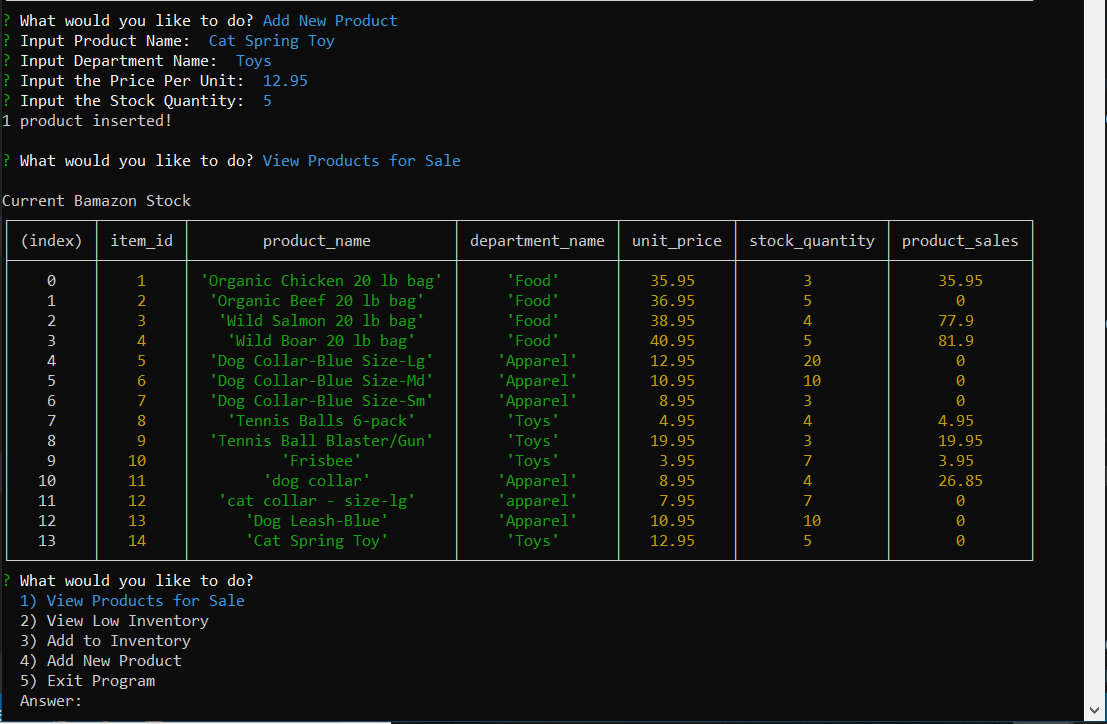 ? What would you like to do? Add New Product
? Input Product Name:  Cat Spring Toy
? Input Department Name:  Toys
? Input the Price Per Unit:  12.95
? Input the Stock Quantity:  5
1 product inserted!
? What would you like to do? View Products for Sale
Current Bamazon Stock
(index) item_id product_name department_name unit_price stock_quantity product_sales
0 1 'Organic Chicken 20 lb bag' 'Food' 35.95 3 35.95
1 2 'Organic Beef 20 lb bag' 'Food' 36.95 5 0
2 3 'Wild Salmon 20 lb bag' 'Food' 38.95 4 77.9
3 4 'Wild Boar 20 lb bag' 'Food' 40.95 5 81.9
4 5 'Dog Collar-Blue Size-Lg' 'Apparel' 12.95 20 0
5 6 'Dog Collar-Blue Size-Md' 'Apparel' 10.95 10 0
6 7 'Dog Collar-Blue Size-Sm' 'Apparel' 8.95 3 0
7 8 'Tennis Balls 6-pack' 'Toys' 4.95 4 4.95
8 9 'Tennis Ball Blaster/Gun' 'Toys' 19.95 3 19.95
9 10 'Frisbee' 'Toys' 3.95 7 3.95
10 11 'dog collar' 'Apparel' 8.95 4 26.85
11 12 'cat collar - size-lg' 'apparel' 7.95 7 0
12 13 'Dog Leash-Blue' 'Apparel' 10.95 10 0
13 14 'Cat Spring Toy' 'Toys' 12.95 5 0
? What would you like to do?
1) View Products for Sale
2) View Low Inventory
3) Add to Inventory
4) Add New Product
5) Exit Program
Answer: